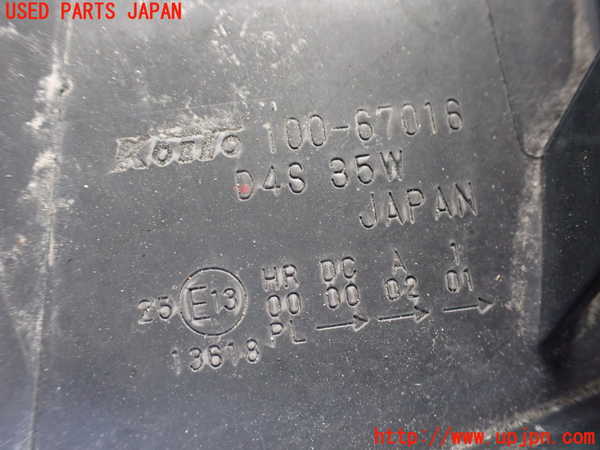 USED PARTS JAPAN
Koito 100-67016
D4S 35W
JAPAN
HR DC A 1
25 E13 00 00 02 01
PL → → →
13618
http://www.upjpn.com/